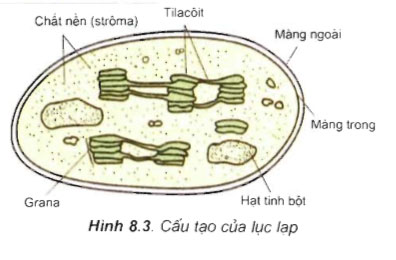 Chất nền (strôma)
Tilacôit
Màng ngoài
Màng trong
Grana
Hạt tinh bột
Hình 8.3. Cấu tạo của lục lạp